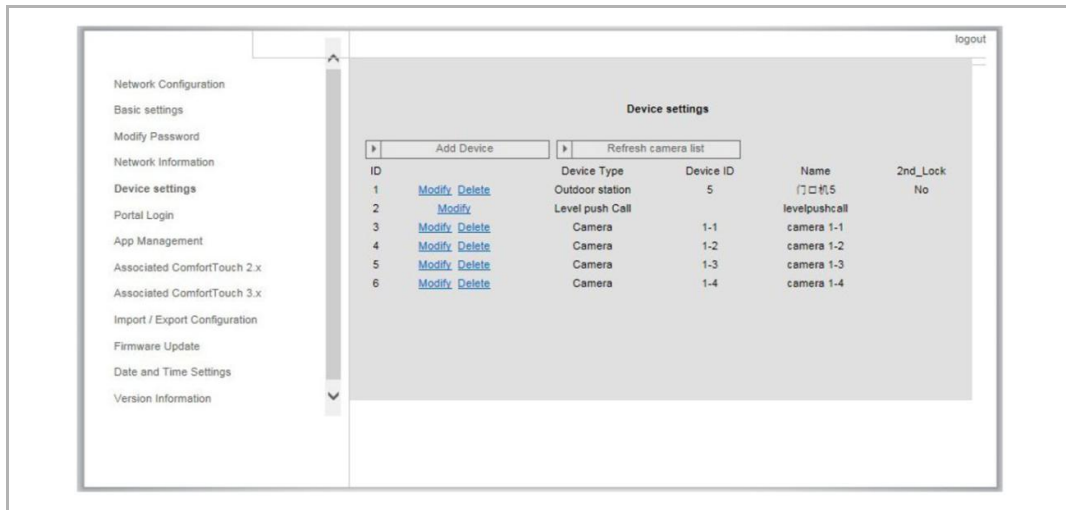 logout
Network Configuration
Basic settings
Modify Password
Network Information
Device settings
Portal Login
App Management
Associated ComfortTouch 2.x
Associated ComfortTouch 3.x
Import / Export Configuration
Firmware Update
Date and Time Settings
Version Information
Device settings
Add Device Refresh camera list
ID Device Type Device ID Name 2nd_Lock
1 Modify Delete Outdoor station 5 门口机5 No
2 Modify Level push Call levelpushcall
3 Modify Delete Camera 1-1 camera 1-1
4 Modify Delete Camera 1-2 camera 1-2
5 Modify Delete Camera 1-3 camera 1-3
6 Modify Delete Camera 1-4 camera 1-4